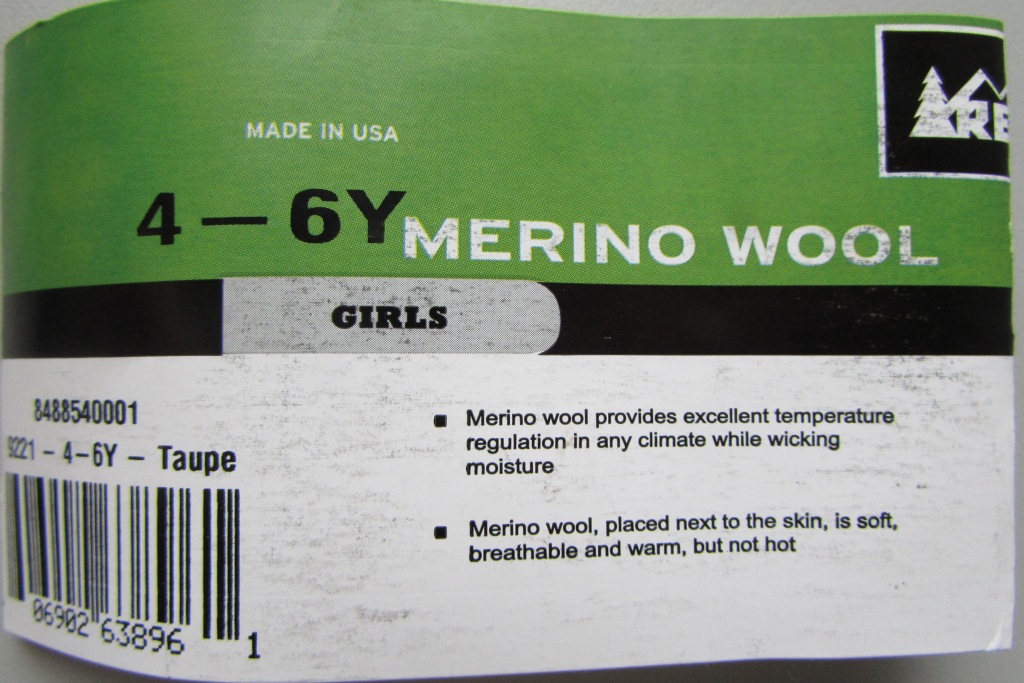 MADE IN USA
4 — 6Y MERINO WOOL
GIRLS
8488540001
9221 - 4-6Y - Taupe
06902 63896 1
▪ Merino wool provides excellent temperature
regulation in any climate while wicking
moisture
▪ Merino wool, placed next to the skin, is soft,
breathable and warm, but not hot